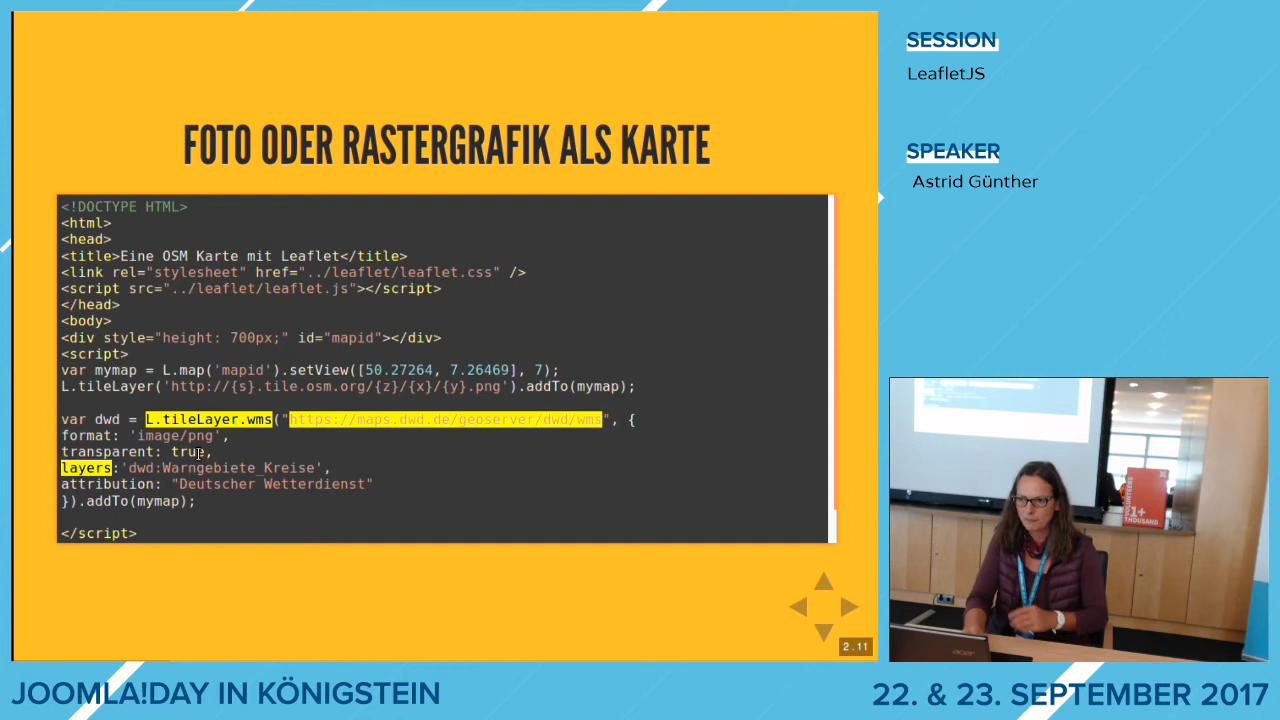 SESSION
LeafletJS
SPEAKER
Astrid Günther
FOTO ODER RASTERGRAFIK ALS KARTE
<!DOCTYPE HTML>
<html>
<head>
<title>Eine OSM Karte mit Leaflet</title>
<link rel="stylesheet" href="../leaflet/leaflet.css" />
<script src="../leaflet/leaflet.js"></script>
</head>
<body>
<div style="height: 700px;" id="mapid"></div>
<script>
var mymap = L.map('mapid').setView([50.27264, 7.26469], 7);
L.tileLayer('http://{s}.tile.osm.org/{z}/{x}/{y}.png').addTo(mymap);
var dwd = L.tileLayer.wms("https://maps.dwd.de/geoserver/dwd/wms", {
format: 'image/png',
transparent: true,
layers:'dwd:Warngebiete_Kreise',
attribution: "Deutscher Wetterdienst"
}).addTo(mymap);
</script>
2.11
VOLUNTEERS
1+
THOUSAND
acer
JOOMLA!DAY IN KÖNIGSTEIN
22. & 23. SEPTEMBER 2017